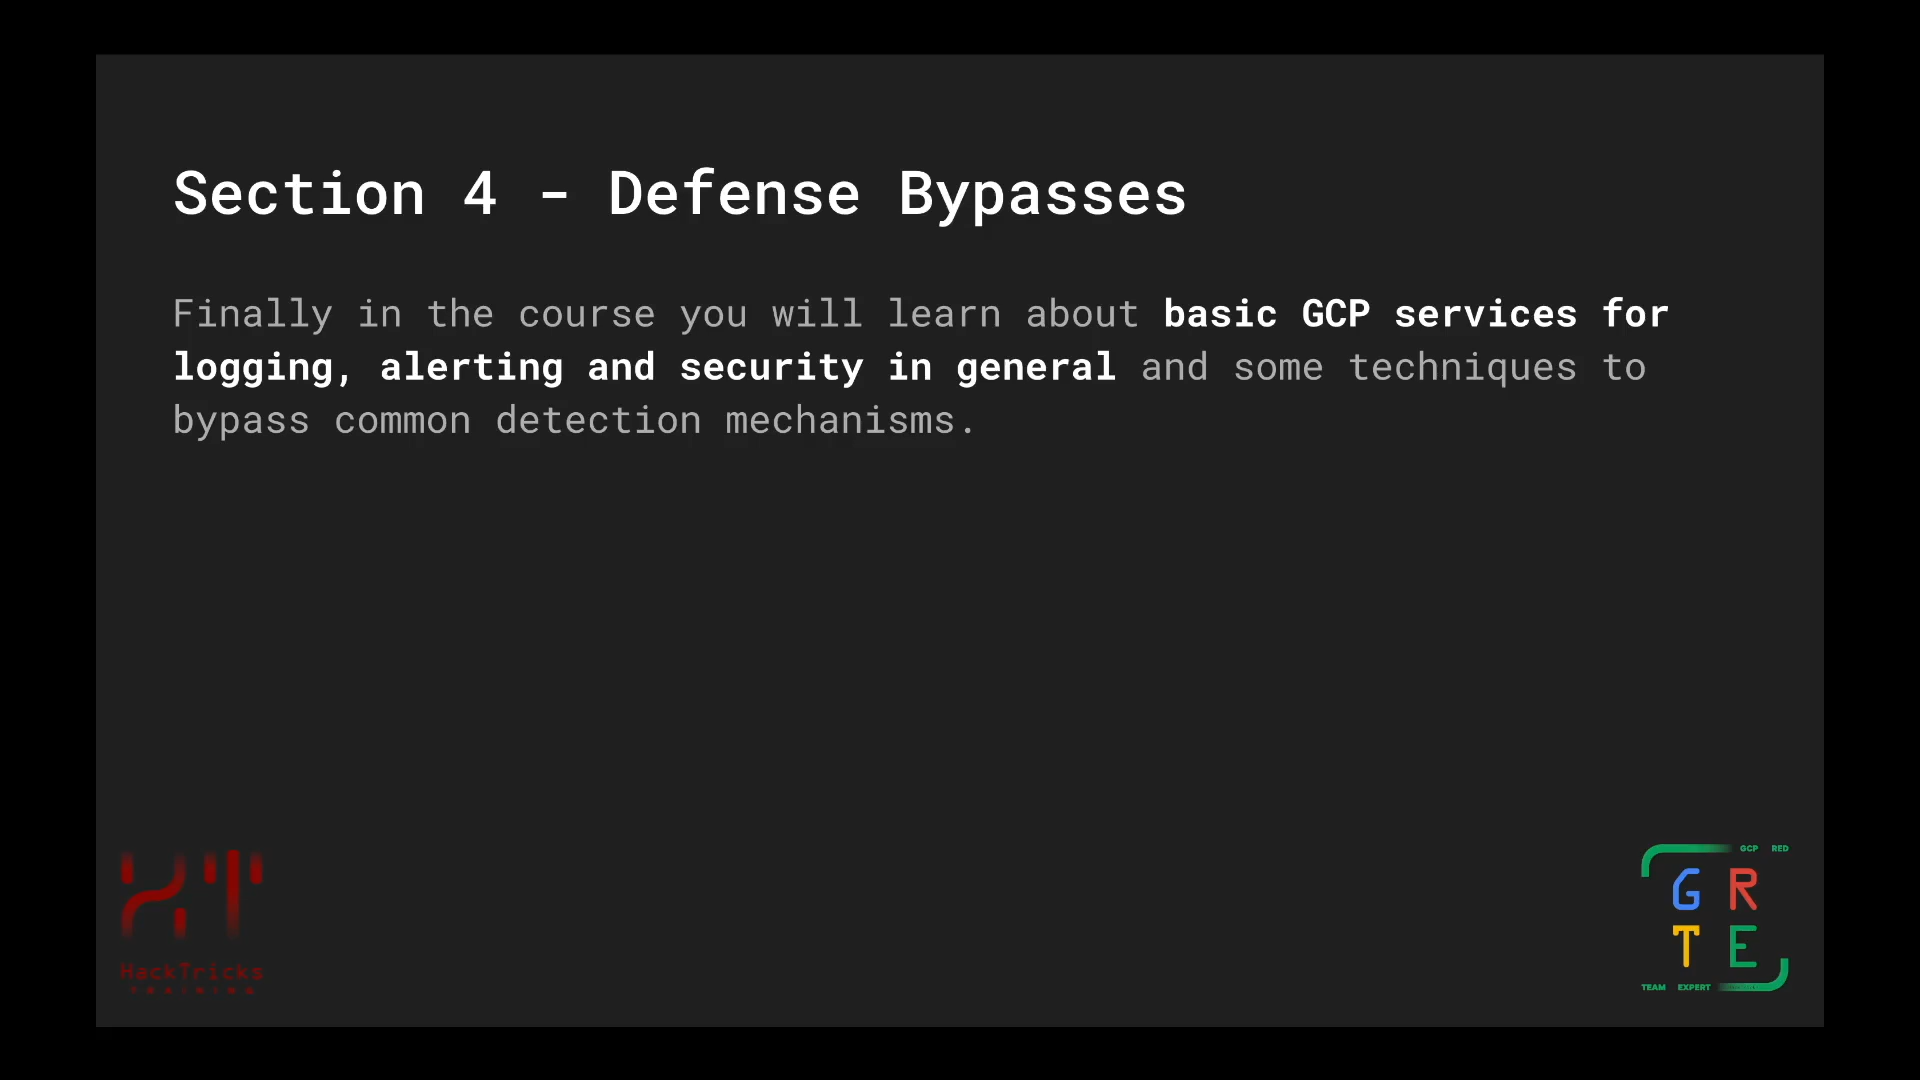 Section 4 - Defense Bypasses
Finally in the course you will learn about basic GCP services for
logging, alerting and security in general and some techniques to
bypass common detection mechanisms.
HackTricks
TRAINING
GCP RED
G R
T E
TEAM EXPERT